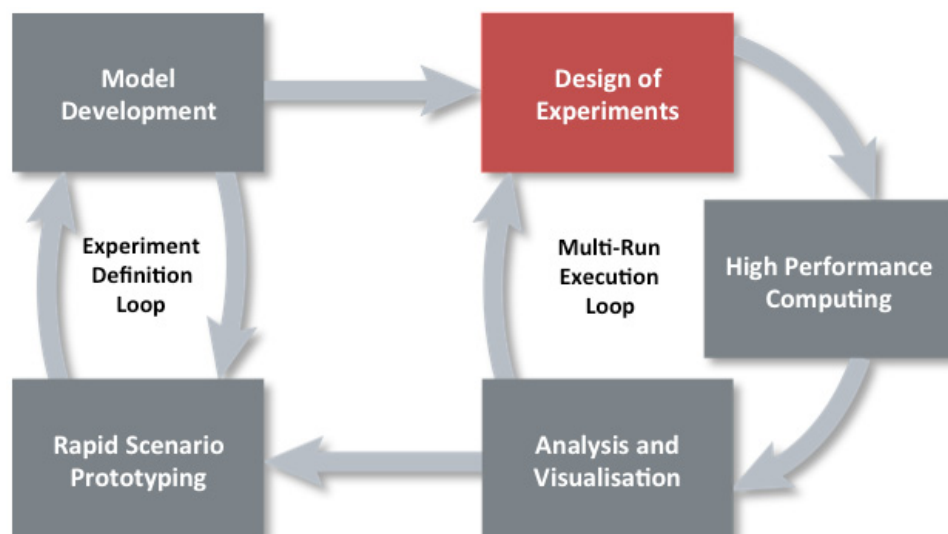 Model
Development
Design of
Experiments
Experiment
Definition
Loop
Multi-Run
Execution
Loop
High Performance
Computing
Rapid Scenario
Prototyping
Analysis and
Visualisation